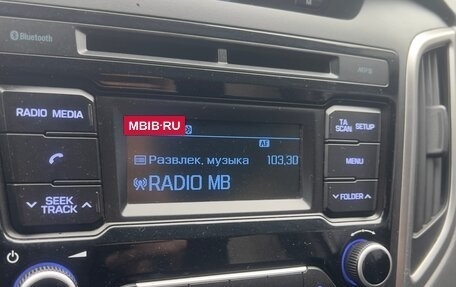 Bluetooth
MP3
RADIO MEDIA
MBIB·RU
TA SCAN SETUP
AF
Развлек, музыка 103,30
MENU
RADIO MB
SEEK TRACK
FOLDER